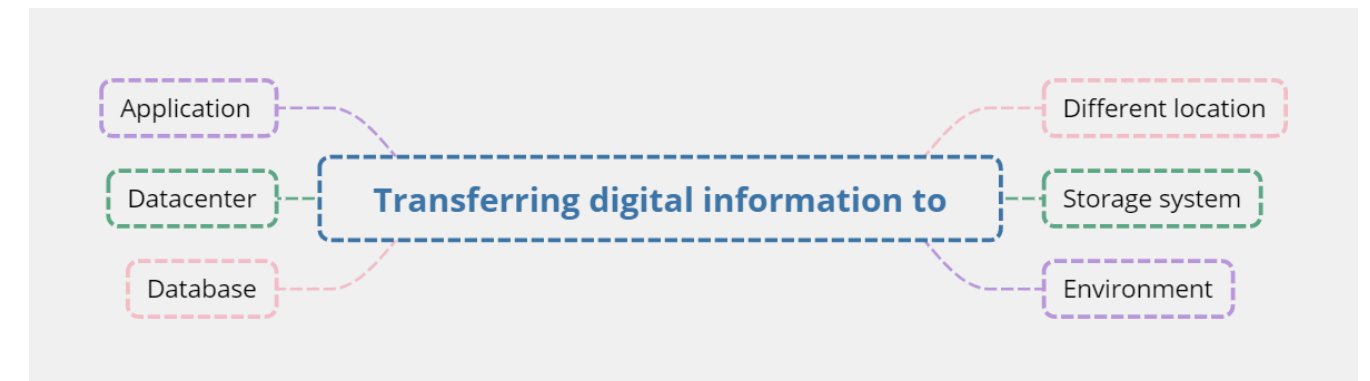 Application
Datacenter
Database
Transferring digital information to
Different location
Storage system
Environment